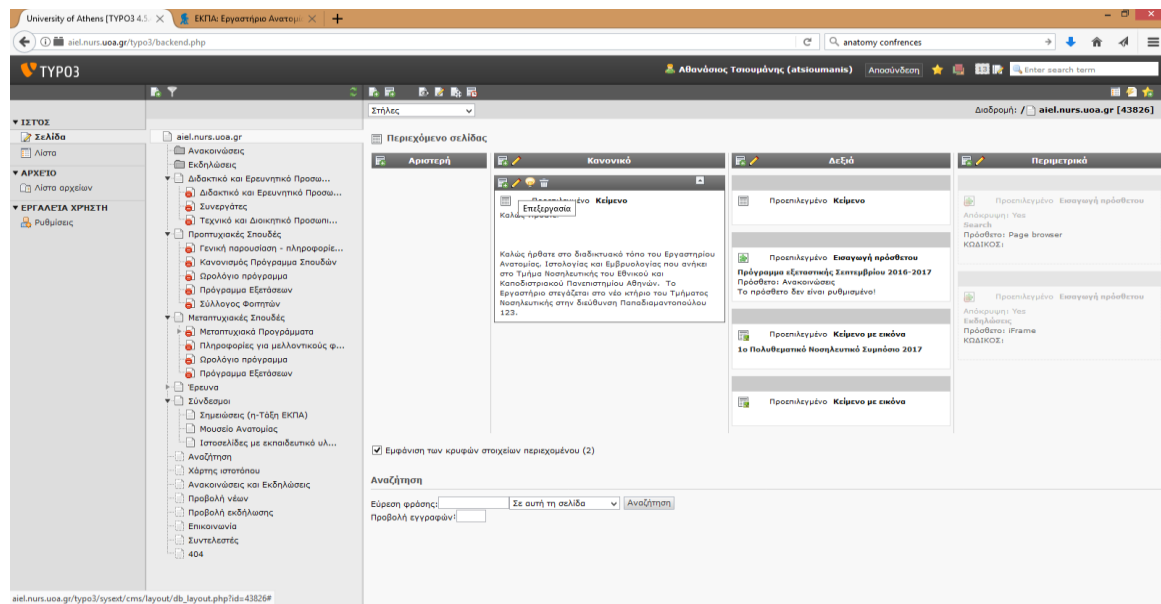 University of Athens [TYPO3 4.5.
ΕΚΠΑ: Εργαστήριο Ανατομί
aiel.nurs.uoa.gr/typo3/backend.php
anatomy confrences
TYPO3
Αθανάσιος Τσιουμάνης (atsioumanis)
Αποσύνδεση
13
Enter search term
Στήλες
Διαδρομή: / aiel.nurs.uoa.gr [43826]
ΙΣΤΟΣ
Σελίδα
Λίστα
ΑΡΧΕΊΟ
Λίστα αρχείων
ΕΡΓΑΛΕΊΑ ΧΡΉΣΤΗ
Ρυθμίσεις
aiel.nurs.uoa.gr
Ανακοινώσεις
Εκδηλώσεις
Διδακτικό και Ερευνητικό Προσω...
Διδακτικό και Ερευνητικό Προσω...
Συνεργάτες
Τεχνικό και Διοικητικό Προσωπι...
Προπτυχιακές Σπουδές
Γενική παρουσίαση - πληροφορίε...
Κανονισμός Πρόγραμμα Σπουδών
Ωρολόγιο πρόγραμμα
Πρόγραμμα Εξετάσεων
Σύλλογος Φοιτητών
Μεταπτυχιακές Σπουδές
Μεταπτυχιακά Προγράμματα
Πληροφορίες για μελλοντικούς φ...
Ωρολόγιο πρόγραμμα
Πρόγραμμα Εξετάσεων
Έρευνα
Σύνδεσμοι
Σημειώσεις (η-Τάξη ΕΚΠΑ)
Μουσείο Ανατομίας
Ιστοσελίδες με εκπαιδευτικό υλ...
Αναζήτηση
Χάρτης ιστοτόπου
Ανακοινώσεις και Εκδηλώσεις
Προβολή νέων
Προβολή εκδήλωσης
Επικοινωνία
Συντελεστές
404
Περιεχόμενο σελίδας
Αριστερή
Κανονικό
Κείμενο
Επεξεργασία
Καλώς ήρθατε στο διαδικτυακό τόπο του Εργαστηρίου
Ανατομίας, Ιστολογίας και Εμβρυολογίας που ανήκει
στο Τμήμα Νοσηλευτικής του Εθνικού και
Καποδιστριακού Πανεπιστημίου Αθηνών. Το
Εργαστήριο στεγάζεται στο νέο κτήριο του Τμήματος
Νοσηλευτικής στην διεύθυνση Παπαδιαμαντοπούλου
123.
Δεξιά
Προεπιλεγμένο Κείμενο
Προεπιλεγμένο Εισαγωγή πρόσθετου
Πρόγραμμα εξεταστικής Σεπτεμβρίου 2016-2017
Πρόσθετο: Ανακοινώσεις
Το πρόσθετο δεν είναι ρυθμισμένο!
Προεπιλεγμένο Κείμενο με εικόνα
1ο Πολυθεματικό Νοσηλευτικό Συμπόσιο 2017
Προεπιλεγμένο Κείμενο με εικόνα
Περιμετρικά
Προεπιλεγμένο Εισαγωγή πρόσθετου
Απόκρυψη: Yes
Search
Πρόσθετο: Page browser
ΚΩΔΙΚΟΣ:
Προεπιλεγμένο Εισαγωγή πρόσθετου
Απόκρυψη: Yes
Εκδηλώσεις
Πρόσθετο: iFrame
ΚΩΔΙΚΟΣ:
Εμφάνιση των κρυφών στοιχείων περιεχομένου (2)
Αναζήτηση
Εύρεση φράσης:
Σε αυτή τη σελίδα
Αναζήτηση
Προβολή εγγραφών:
aiel.nurs.uoa.gr/typo3/sysext/cms/layout/db_layout.php?id=43826#